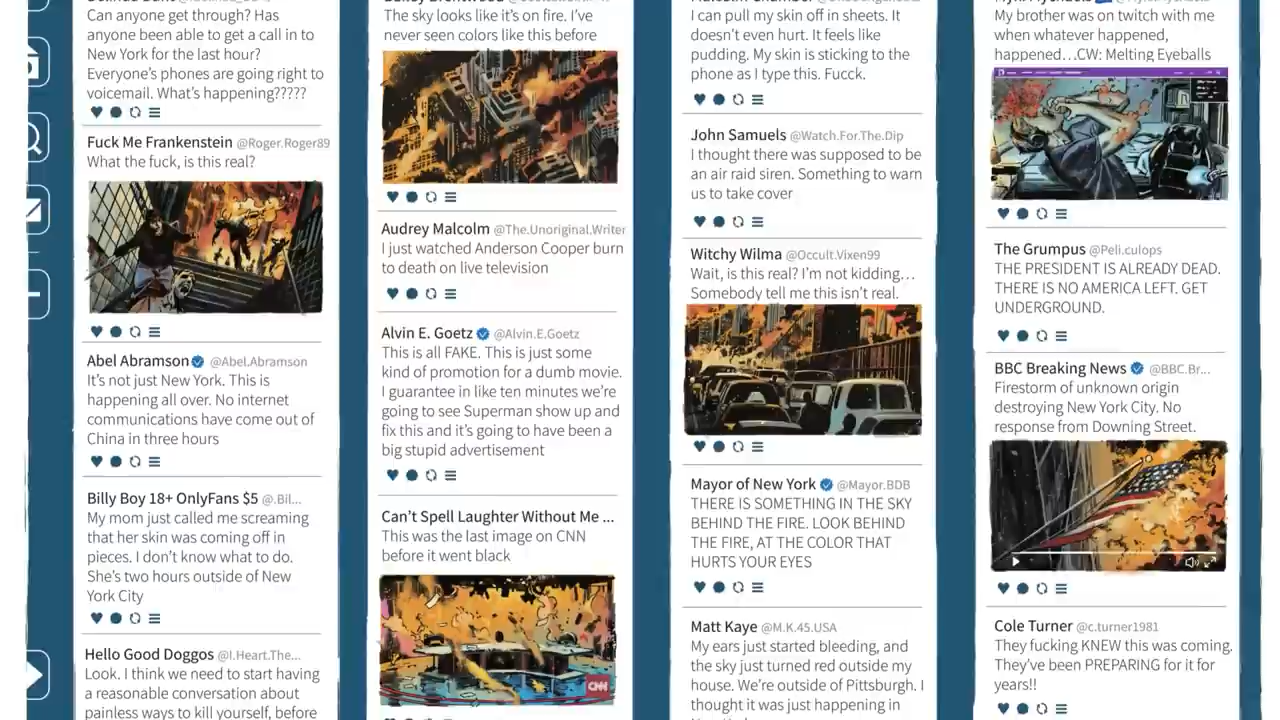 Can anyone get through? Has
anyone been able to get a call in to
New York for the last hour?
Everyone's phones are going right to
voicemail. What's happening?????
Fuck Me Frankenstein @Roger.Roger89
What the fuck, is this real?
Abel Abramson @Abel.Abramson
It's not just New York. This is
happening all over. No internet
communications have come out of
China in three hours
Billy Boy 18+ OnlyFans $5 @.Bil...
My mom just called me screaming
that her skin was coming off in
pieces. I don't know what to do.
She's two hours outside of New
York City
Hello Good Doggos @I.Heart.The...
Look. I think we need to start having
a reasonable conversation about
painless ways to kill yourself, before
The sky looks like it's on fire. I've
never seen colors like this before
Audrey Malcolm @The.Unoriginal.Writer
I just watched Anderson Cooper burn
to death on live television
Alvin E. Goetz @Alvin.E.Goetz
This is all FAKE. This is just some
kind of promotion for a dumb movie.
I guarantee in like ten minutes we're
going to see Superman show up and
fix this and it's going to have been a
big stupid advertisement
Can't Spell Laughter Without Me ...
This was the last image on CNN
before it went black
CNN
I can pull my skin off in sheets. It
doesn't even hurt. It feels like
pudding. My skin is sticking to the
phone as I type this. Fucck.
John Samuels @Watch.For.The.Dip
I thought there was supposed to be
an air raid siren. Something to warn
us to take cover
Witchy Wilma @Occult.Vixen99
Wait, is this real? I'm not kidding...
Somebody tell me this isn't real.
Mayor of New York @Mayor.BDB
THERE IS SOMETHING IN THE SKY
BEHIND THE FIRE. LOOK BEHIND
THE FIRE, AT THE COLOR THAT
HURTS YOUR EYES
Matt Kaye @M.K.45.USA
My ears just started bleeding, and
the sky just turned red outside my
house. We're outside of Pittsburgh. I
thought it was just happening in
My brother was on twitch with me
when whatever happened,
happened...CW: Melting Eyeballs
The Grumpus @Peli.culops
THE PRESIDENT IS ALREADY DEAD.
THERE IS NO AMERICA LEFT. GET
UNDERGROUND.
BBC Breaking News @BBC.Br...
Firestorm of unknown origin
destroying New York City. No
response from Downing Street.
Cole Turner @c.turner1981
They fucking KNEW this was coming.
They've been PREPARING for it for
years!!